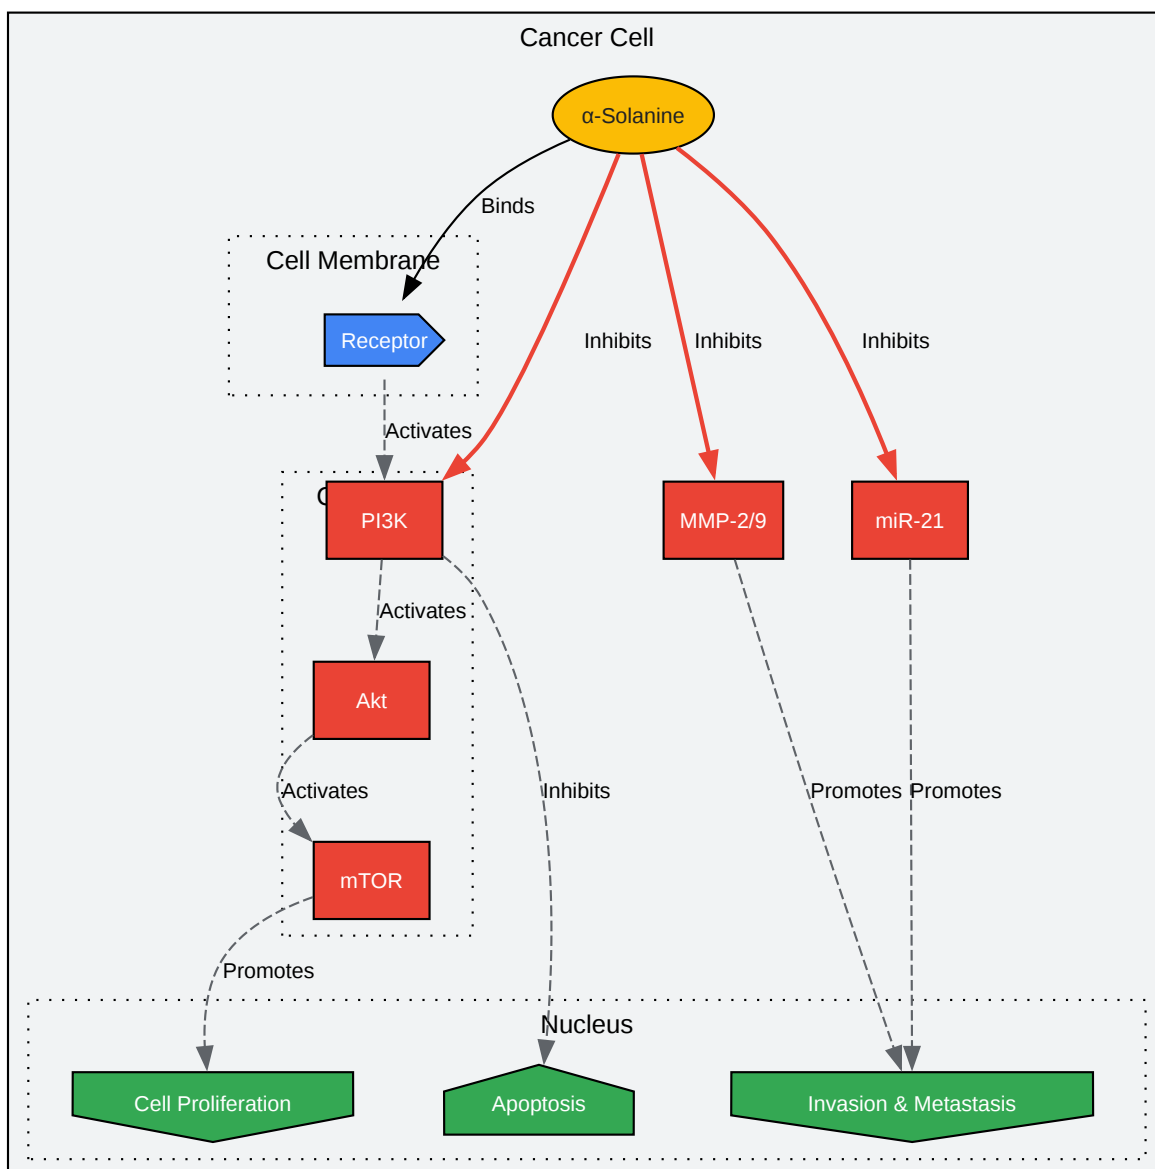 Cancer Cell
α-Solanine
Binds
Cell Membrane
Receptor
Inhibits
Inhibits
Inhibits
Activates
PI3K
MMP-2/9
miR-21
Activates
Akt
Activates
Inhibits
Promotes
Promotes
mTOR
Promotes
Nucleus
Cell Proliferation
Apoptosis
Invasion & Metastasis